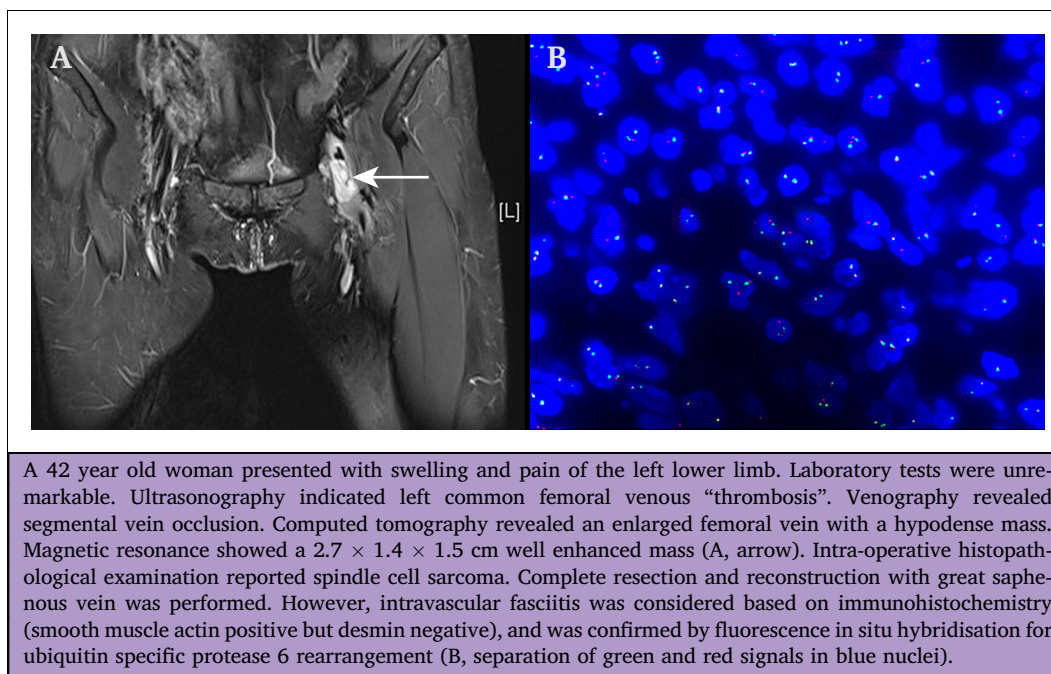 A
B
[L]
A 42 year old woman presented with swelling and pain of the left lower limb. Laboratory tests were unre-
markable. Ultrasonography indicated left common femoral venous “thrombosis”. Venography revealed
segmental vein occlusion. Computed tomography revealed an enlarged femoral vein with a hypodense mass.
Magnetic resonance showed a 2.7 × 1.4 × 1.5 cm well enhanced mass (A, arrow). Intra-operative histopath-
ological examination reported spindle cell sarcoma. Complete resection and reconstruction with great saphe-
nous vein was performed. However, intravascular fasciitis was considered based on immunohistochemistry
(smooth muscle actin positive but desmin negative), and was confirmed by fluorescence in situ hybridisation for
ubiquitin specific protease 6 rearrangement (B, separation of green and red signals in blue nuclei).